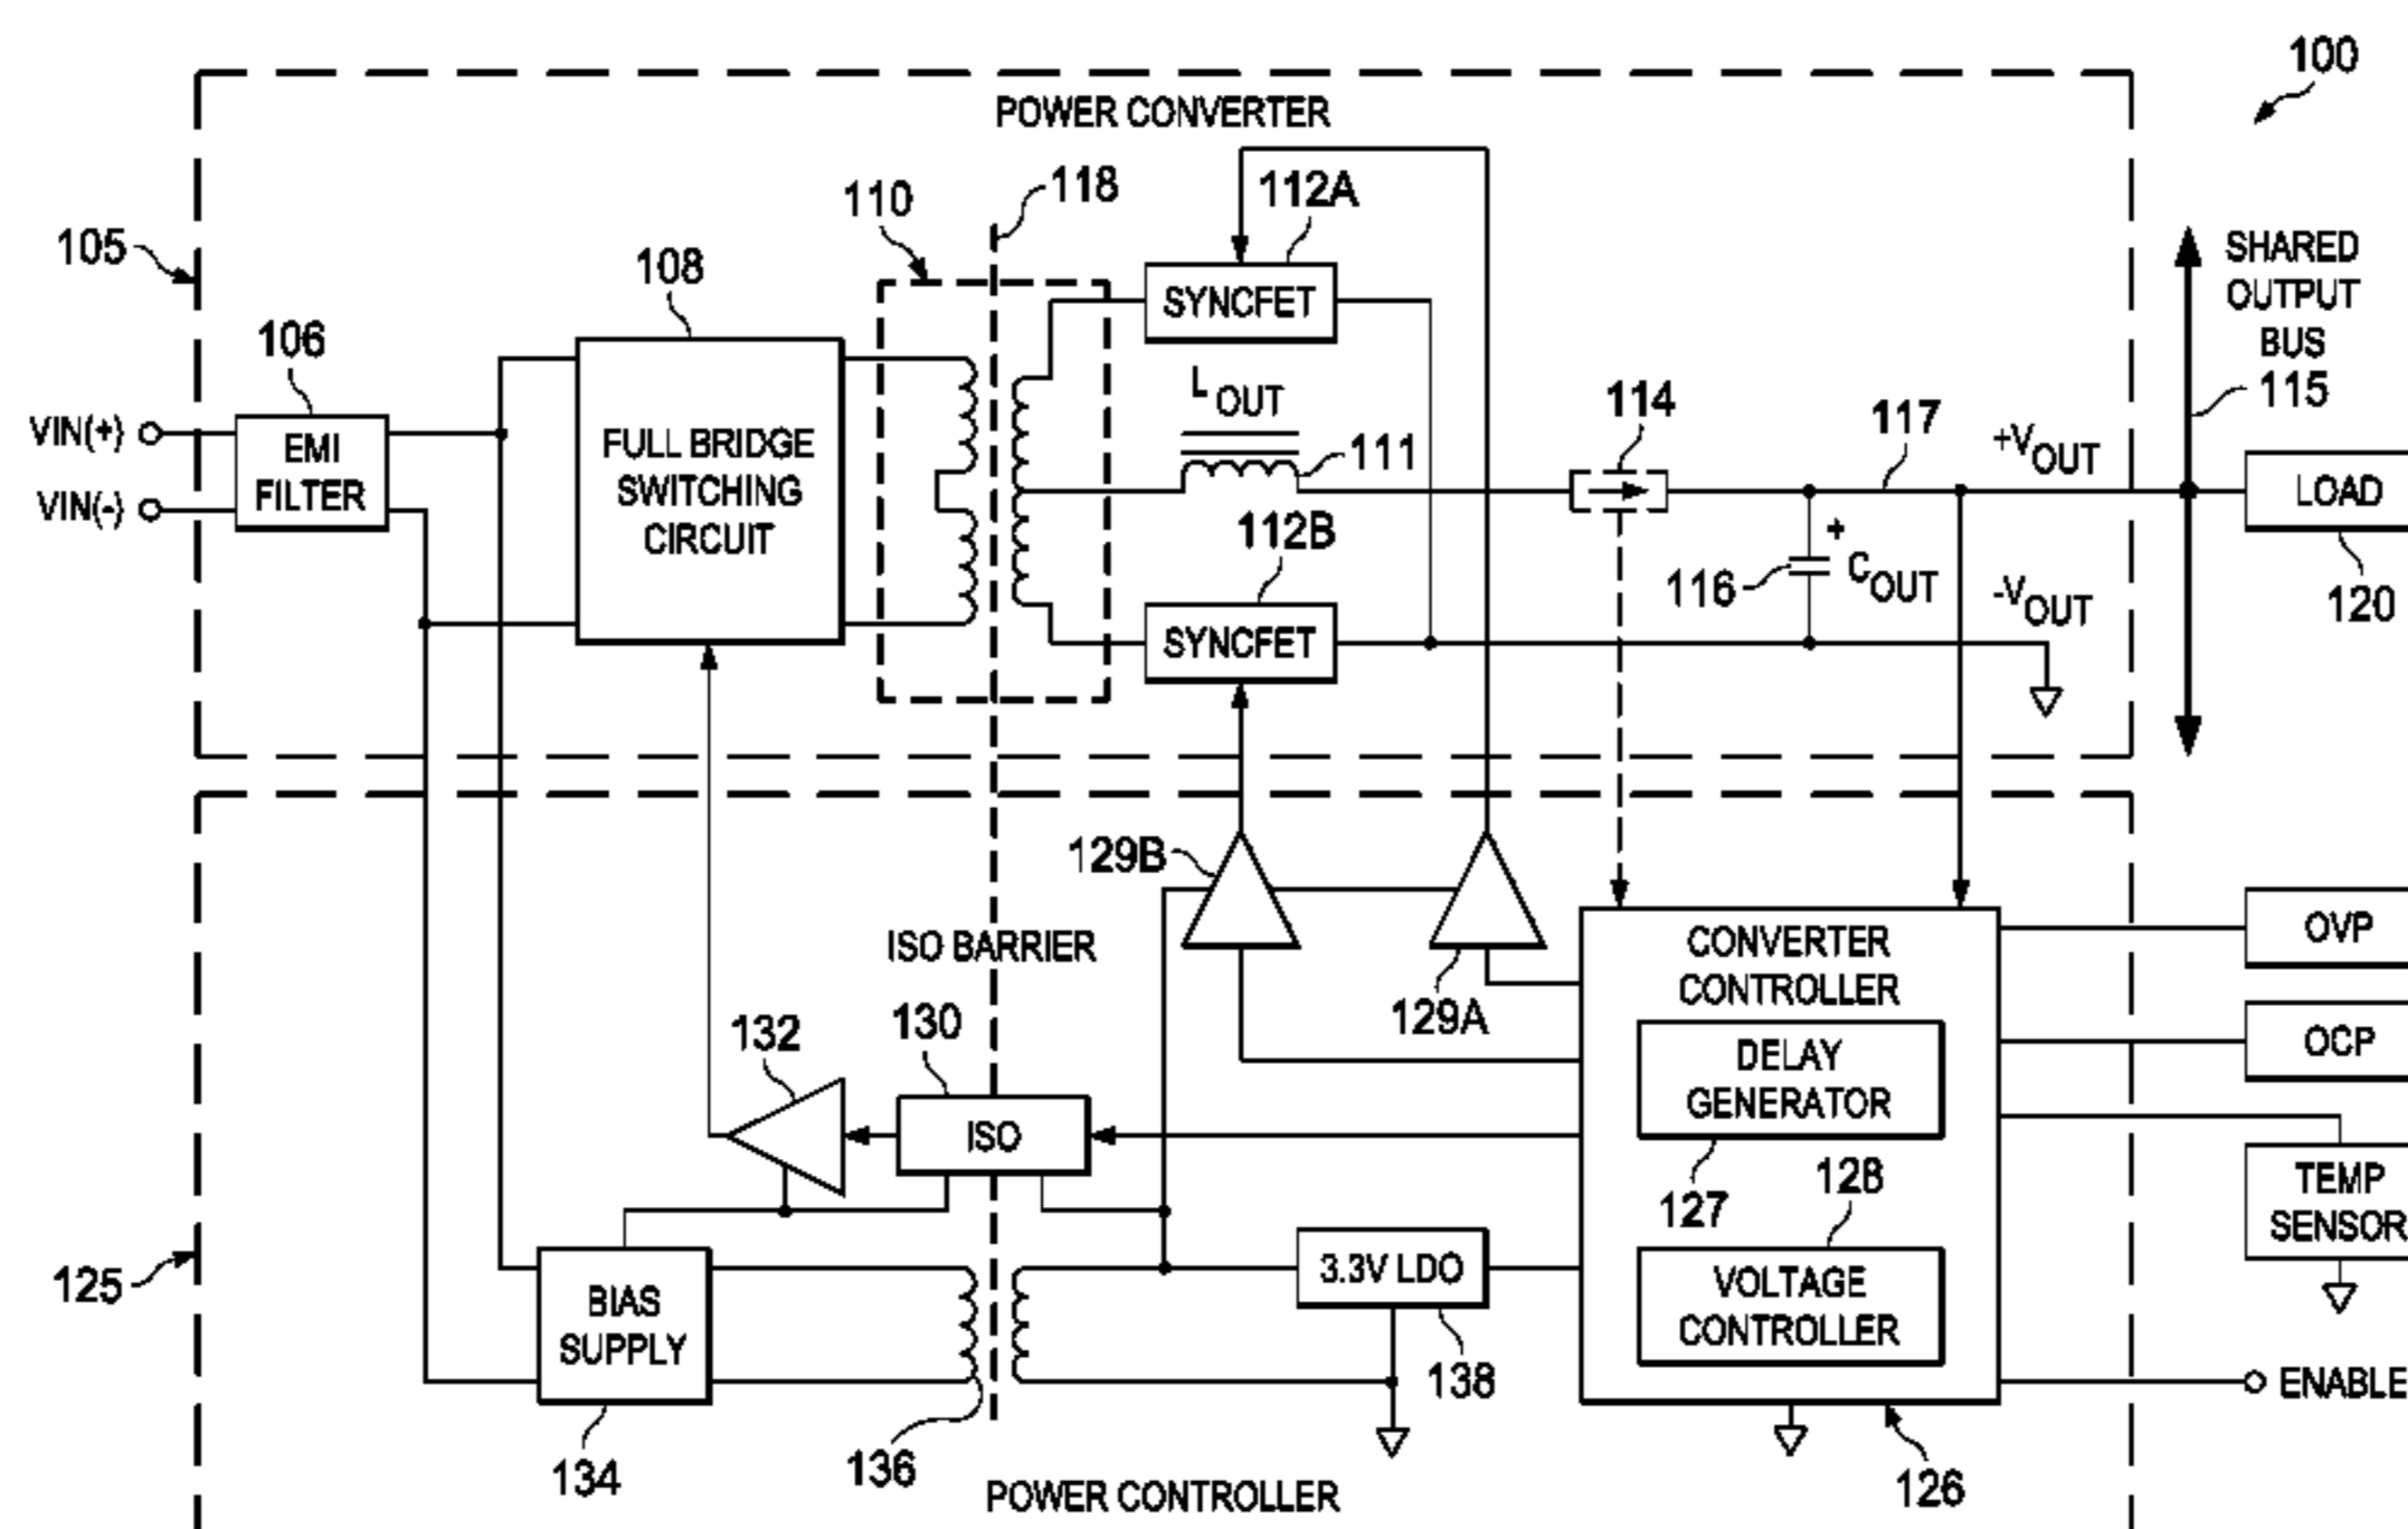 100
POWER CONVERTER
118
110
112A
105
108
SYNCFET
SHARED
OUTPUT
BUS
115
106
VIN(+)
VIN(-)
EMI
FILTER
FULL BRIDGE
SWITCHING
CIRCUIT
L OUT
111
114
117
+VOUT
LOAD
120
112B
SYNCFET
116
+
COUT
-VOUT
129B
129A
ISO BARRIER
CONVERTER
CONTROLLER
OVP
OCP
132
130
ISO
DELAY
GENERATOR
127
TEMP
SENSOR
128
VOLTAGE
CONTROLLER
125
BIAS
SUPPLY
134
136
3.3V LDO
138
ENABLE
126
POWER CONTROLLER